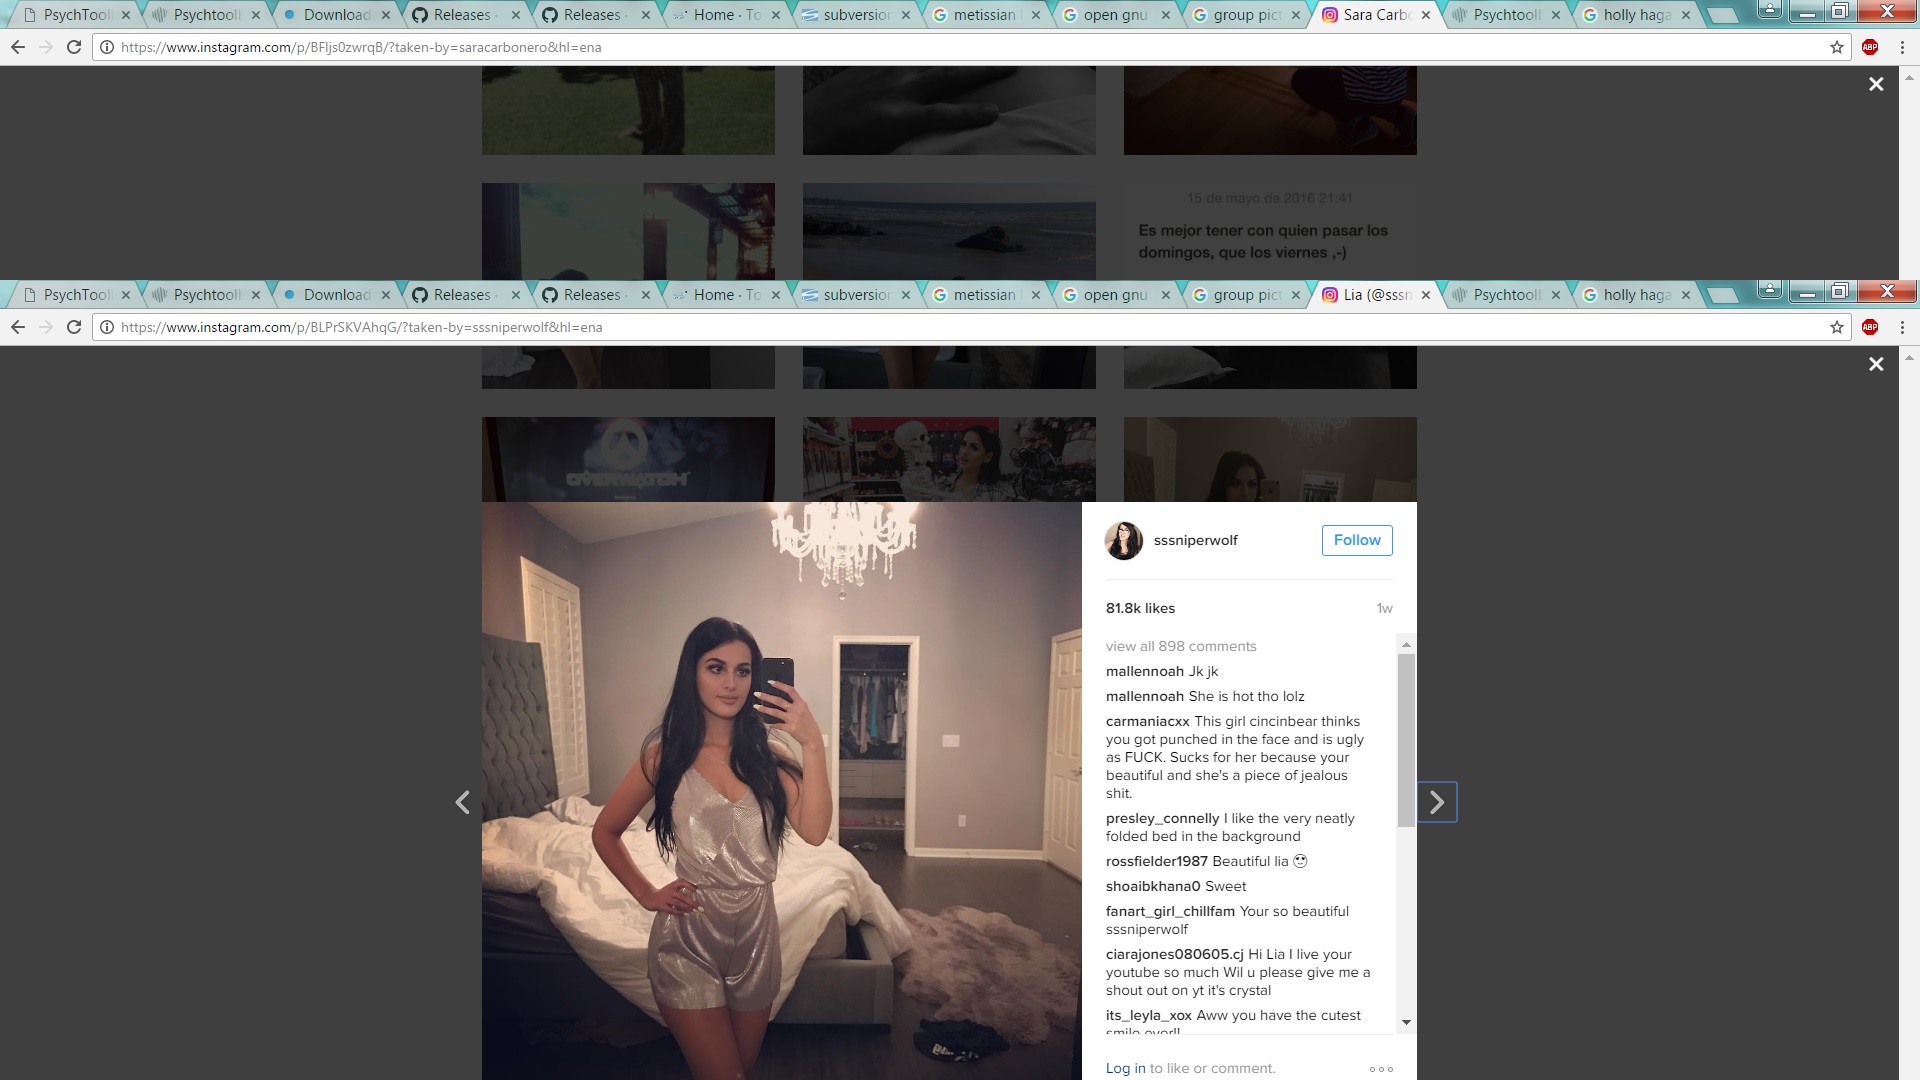 PsychTool
Psychtoolb
Download
Releases ·
Releases ·
Home · To
subversion
metissian
open gnu
group pict
Sara Carbo
Psychtoolb
holly haga
https://www.instagram.com/p/BFljs0zwrqB/?taken-by=saracarbonero&hl=ena
ABP
15 de mayo de 2016 21:41
Es mejor tener con quien pasar los
domingos, que los viernes ,-)
PsychTool
Psychtoolb
Download
Releases ·
Releases ·
Home · To
subversion
metissian
open gnu
group pict
Lia (@sssn
Psychtoolb
holly haga
https://www.instagram.com/p/BLPrSKVAhqG/?taken-by=sssniperwolf&hl=ena
ABP
OVERWATCH
sssniperwolf
Follow
81.8k likes
1w
view all 898 comments
mallennoah Jk jk
mallennoah She is hot tho lolz
carmaniacxx This girl cincinbear thinks
you got punched in the face and is ugly
as FUCK. Sucks for her because your
beautiful and she's a piece of jealous
shit.
presley_connelly I like the very neatly
folded bed in the background
rossfielder1987 Beautiful lia
shoaibkhana0 Sweet
fanart_girl_chillfam Your so beautiful
sssniperwolf
ciarajones080605.cj Hi Lia I live your
youtube so much Wil u please give me a
shout out on yt it's crystal
its_leyla_xox Aww you have the cutest
smile ever!!
Log in to like or comment.